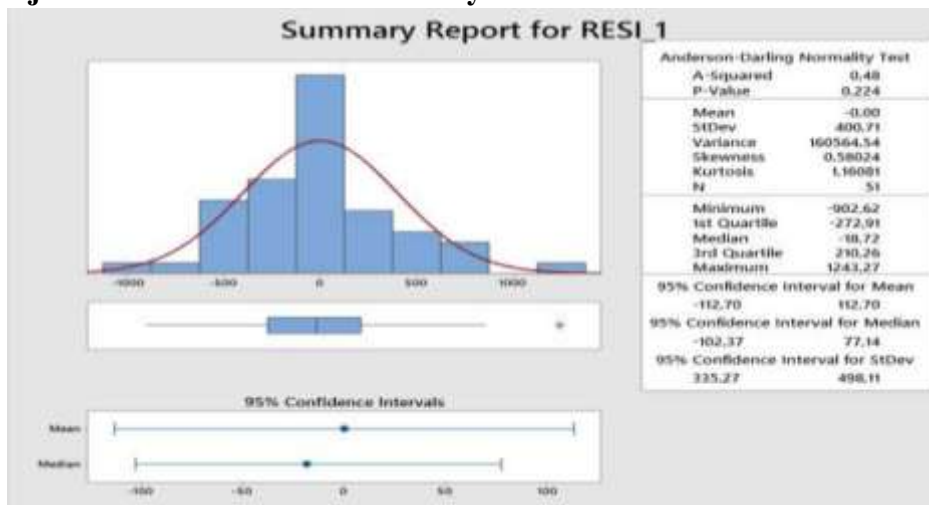 Summary Report for RESI_1
Anderson-Darling Normality Test
A-Squared 0,48
P-Value 0,224
Mean -0,00
StDev 400,71
Variance 160564,54
Skewness 0,58024
Kurtosis 1,16081
N 51
Minimum -902,62
1st Quartile -272,91
Median -18,72
3rd Quartile 210,26
Maximum 1243,27
95% Confidence Interval for Mean
-112,70 112,70
95% Confidence Interval for Median
-102,37 77,14
95% Confidence Interval for StDev
335,27 498,11
-1000 -500 0 500 1000
95% Confidence Intervals
Mean
Median
-100 -50 0 50 100